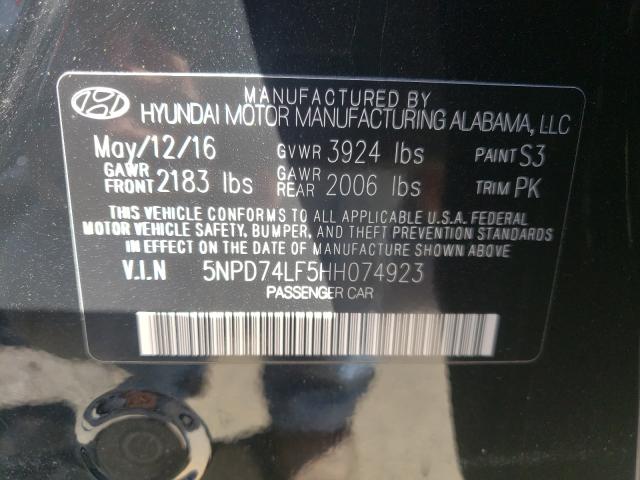 MANUFACTURED BY
HYUNDAI MOTOR MANUFACTURING ALABAMA, LLC
May/12/16 GVWR 3924 lbs PAINT S3
GAWR FRONT 2183 lbs GAWR REAR 2006 lbs TRIM PK
THIS VEHICLE CONFORMS TO ALL APPLICABLE U.S.A. FEDERAL
MOTOR VEHICLE SAFETY, BUMPER, AND THEFT PREVENTION STANDARDS
IN EFFECT ON THE DATE OF MANUFACTURE SHOWN ABOVE
V.I.N 5NPD74LF5HH074923
PASSENGER CAR